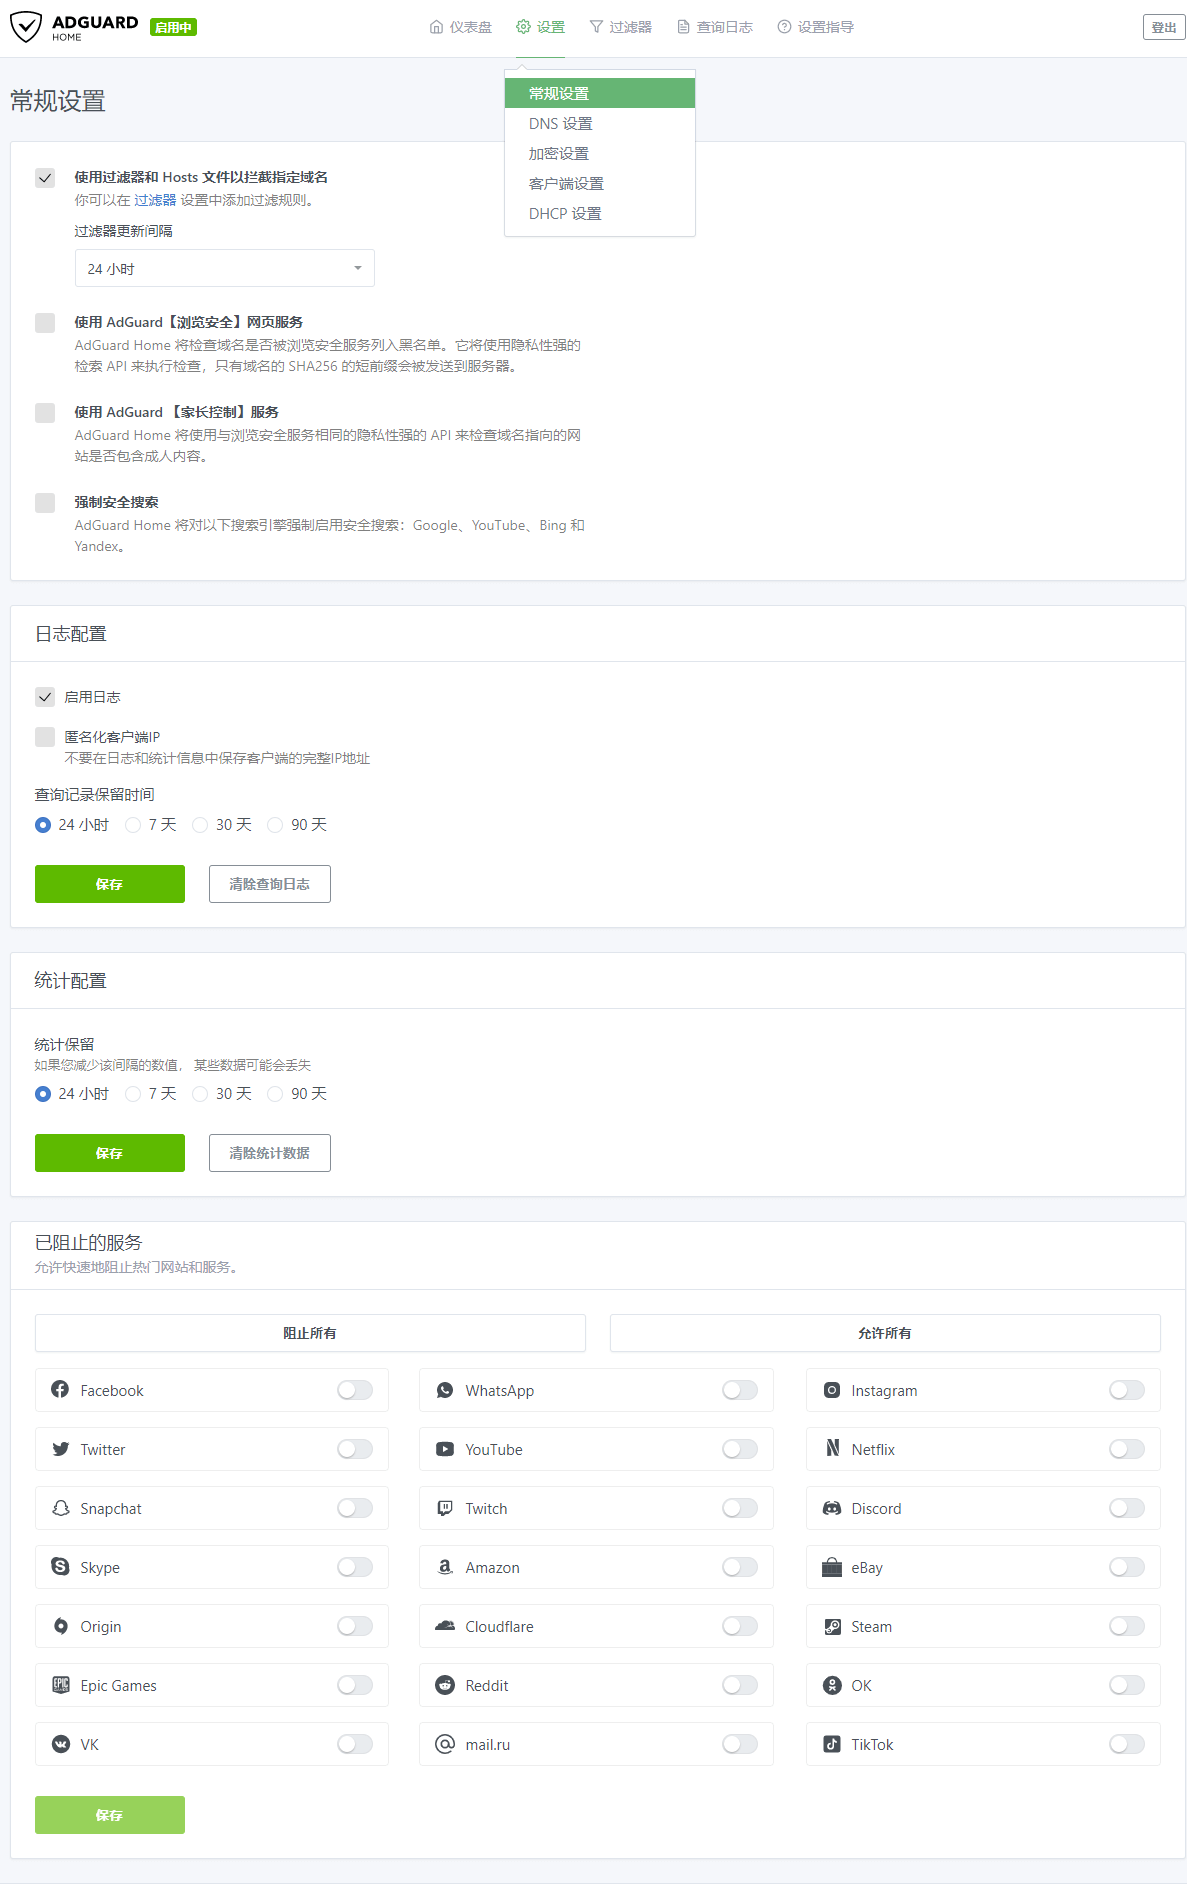 ADGUARD
HOME
启用中
仪表盘
设置
过滤器
查询日志
设置指导
登出
常规设置
DNS 设置
加密设置
客户端设置
DHCP 设置
常规设置
使用过滤器和 Hosts 文件以拦截指定域名
你可以在 过滤器 设置中添加过滤规则。
过滤器更新间隔
24 小时
使用 AdGuard【浏览安全】网页服务
AdGuard Home 将检查域名是否被浏览安全服务列入黑名单。它将使用隐私性强的
检索 API 来执行检查，只有域名的 SHA256 的短前缀会被发送到服务器。
使用 AdGuard 【家长控制】服务
AdGuard Home 将使用与浏览安全服务相同的隐私性强的 API 来检查域名指向的网
站是否包含成人内容。
强制安全搜索
AdGuard Home 将对以下搜索引擎强制启用安全搜索：Google、YouTube、Bing 和
Yandex。
日志配置
启用日志
匿名化客户端IP
不要在日志和统计信息中保存客户端的完整IP地址
查询记录保留时间
24 小时 7 天 30 天 90 天
保存 清除查询日志
统计配置
统计保留
如果您减少该间隔的数值， 某些数据可能会丢失
24 小时 7 天 30 天 90 天
保存 清除统计数据
已阻止的服务
允许快速地阻止热门网站和服务。
阻止所有 允许所有
Facebook WhatsApp Instagram
Twitter YouTube Netflix
Snapchat Twitch Discord
Skype Amazon eBay
Origin Cloudflare Steam
Epic Games Reddit OK
VK mail.ru TikTok
保存